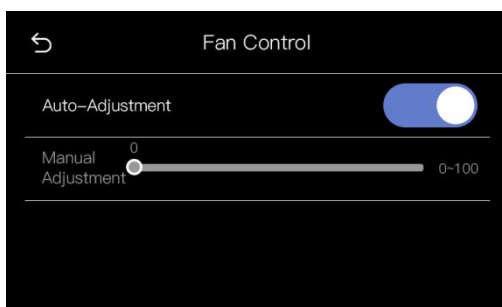 Fan Control
Auto-Adjustment
0
Manual
Adjustment
0~100